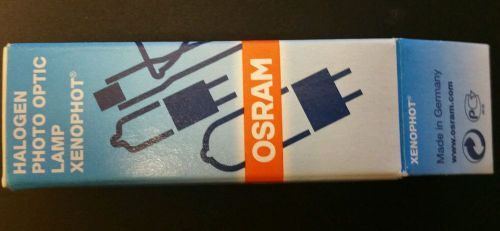 HALOGEN
PHOTO OPTIC
LAMP
XENOPHOT®
OSRAM
XENOPHOT®
Made in Germany
www.osram.com